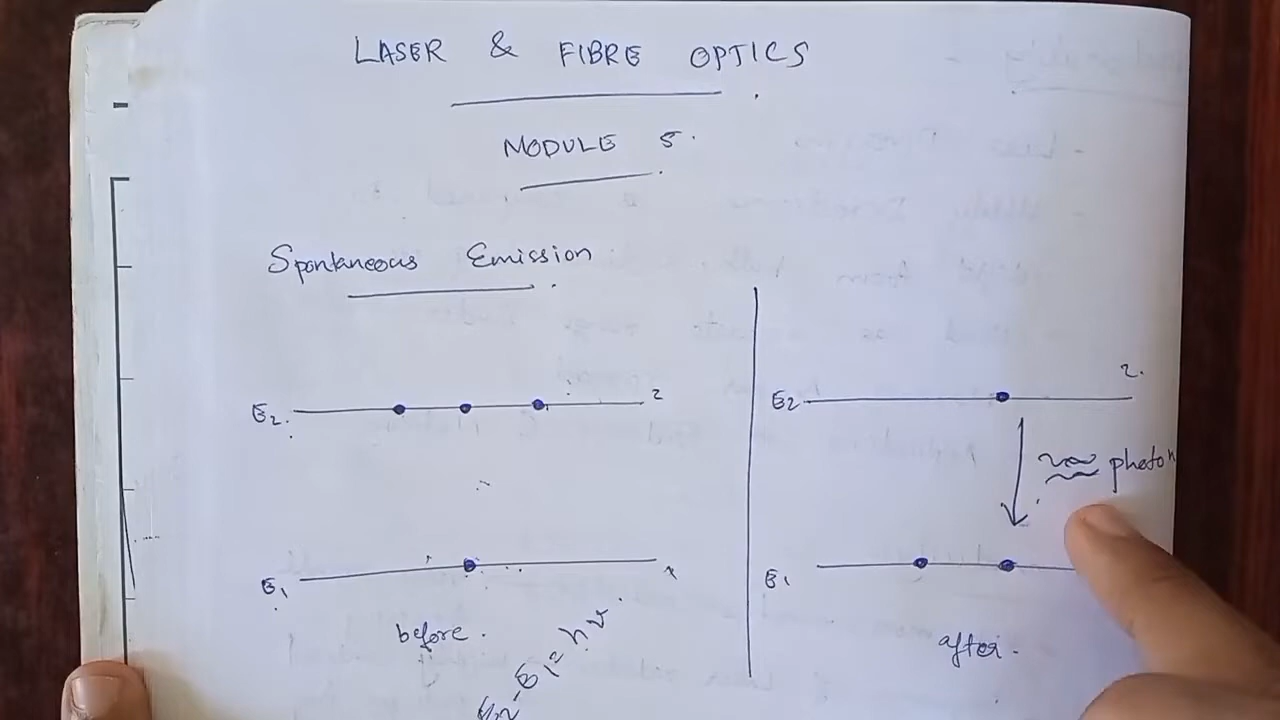 LASER & FIBRE OPTICS
MODULE 5.
Spontaneous Emission
E2. 2
E1 1
before.
E2-E1=hν.
E2 2.
photon
E1
after.